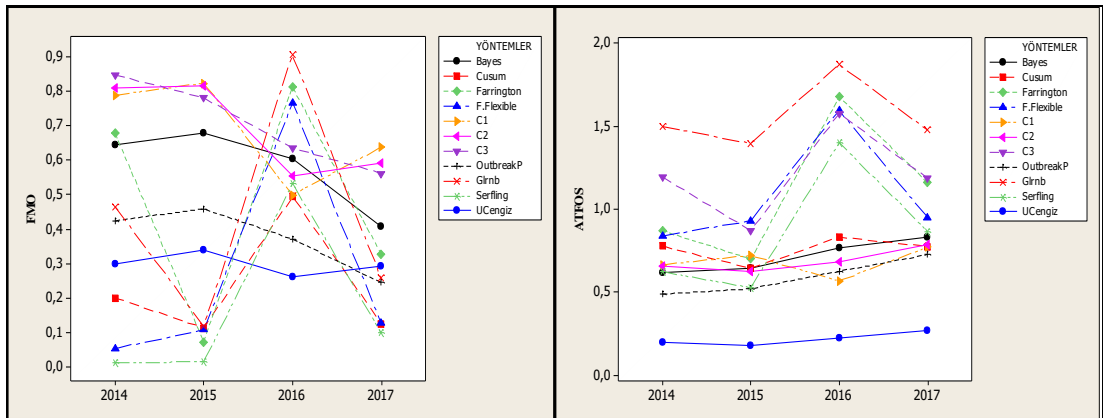 FMO
0,9
0,8
0,7
0,6
0,5
0,4
0,3
0,2
0,1
0,0
2014 2015 2016 2017
YÖNTEMLER
Bayes
Cusum
Farrington
F.Flexible
C1
C2
C3
OutbreakP
Glrnb
Serfling
UCengiz
ATFOS
2,0
1,5
1,0
0,5
0,0
2014 2015 2016 2017
YÖNTEMLER
Bayes
Cusum
Farrington
F.Flexible
C1
C2
C3
OutbreakP
Glrnb
Serfling
UCengiz